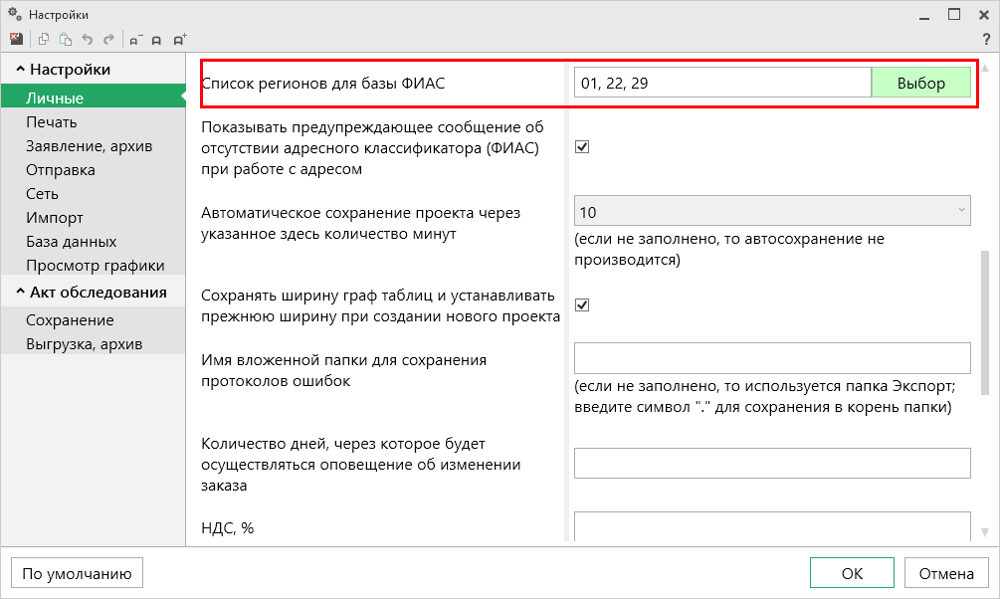 Настройки
?
Настройки
Личные
Печать
Заявление, архив
Отправка
Сеть
Импорт
База данных
Просмотр графики
Акт обследования
Сохранение
Выгрузка, архив
Список регионов для базы ФИАС
01, 22, 29
Выбор
Показывать предупреждающее сообщение об
отсутствии адресного классификатора (ФИАС)
при работе с адресом
Автоматическое сохранение проекта через
указанное здесь количество минут
10
(если не заполнено, то автосохранение не
производится)
Сохранять ширину граф таблиц и устанавливать
прежнюю ширину при создании нового проекта
Имя вложенной папки для сохранения
протоколов ошибок
(если не заполнено, то используется папка Экспорт;
введите символ "." для сохранения в корень папки)
Количество дней, через которое будет
осуществляться оповещение об изменении
заказа
НДС, %
По умолчанию
ОК
Отмена